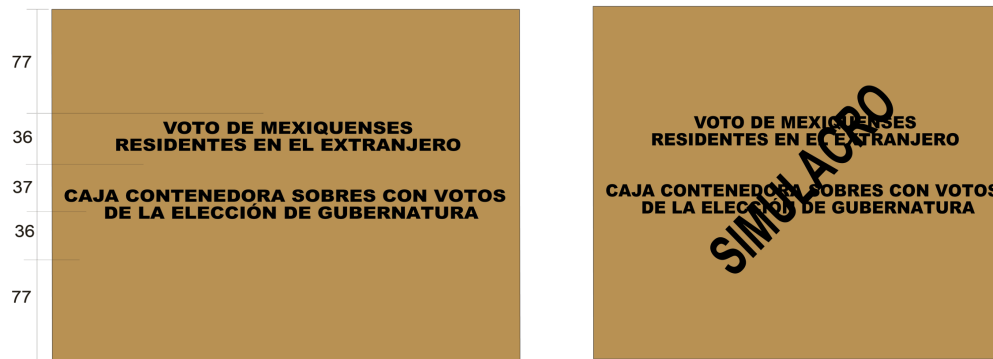 77
36
37
36
77
VOTO DE MEXIQUENSES
RESIDENTES EN EL EXTRANJERO
CAJA CONTENEDORA SOBRES CON VOTOS
DE LA ELECCIÓN DE GUBERNATURA
VOTO DE MEXIQUENSES
RESIDENTES EN EL EXTRANJERO
CAJA CONTENEDORA SOBRES CON VOTOS
DE LA ELECCIÓN DE GUBERNATURA
SIMULACRO